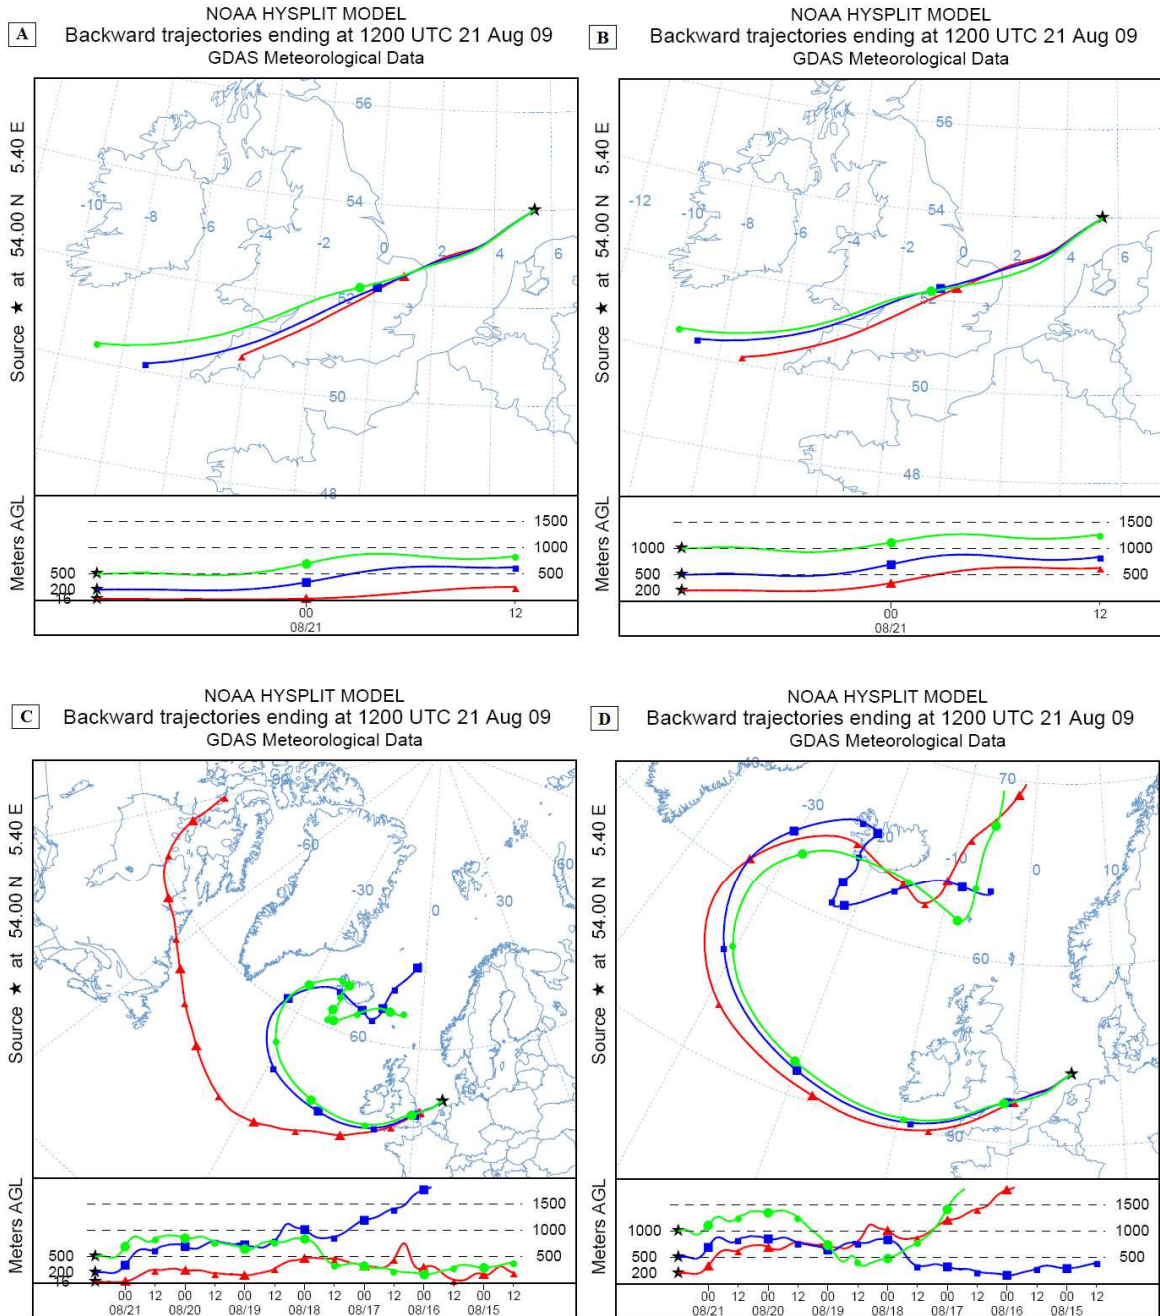 A
NOAA HYSPLIT MODEL
Backward trajectories ending at 1200 UTC 21 Aug 09
GDAS Meteorological Data
Source ★ at 54.00 N 5.40 E
56
54
-10
-8
-6
-4
-2
0
2
4
6
52
50
48
Meters AGL
1500
1000
500
500
200
16
00
12
08/21
B
NOAA HYSPLIT MODEL
Backward trajectories ending at 1200 UTC 21 Aug 09
GDAS Meteorological Data
Source ★ at 54.00 N 5.40 E
56
54
-12
-10
-8
-6
-4
-2
0
2
4
6
52
50
48
Meters AGL
1500
1000
500
1000
500
200
00
12
08/21
C
NOAA HYSPLIT MODEL
Backward trajectories ending at 1200 UTC 21 Aug 09
GDAS Meteorological Data
Source ★ at 54.00 N 5.40 E
-90
-60
-30
0
30
60
60
Meters AGL
1500
1000
500
500
200
16
00 12 00 12 00 12 00 12 00 12 00 12 00 12
08/21 08/20 08/19 08/18 08/17 08/16 08/15
D
NOAA HYSPLIT MODEL
Backward trajectories ending at 1200 UTC 21 Aug 09
GDAS Meteorological Data
Source ★ at 54.00 N 5.40 E
-40
-30
-20
-10
0
10
70
60
50
Meters AGL
1500
1000
500
1000
500
200
00 12 00 12 00 12 00 12 00 12 00 12 00 12
08/21 08/20 08/19 08/18 08/17 08/16 08/15